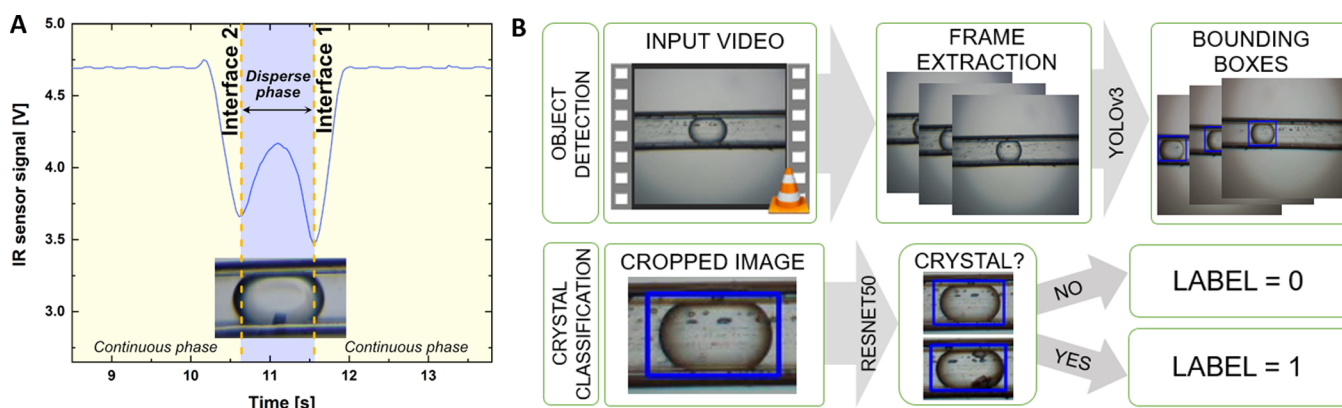 A
IR sensor signal [V]
5.0
4.5
4.0
3.5
3.0
Interface 2
Disperse
phase
Interface 1
Continuous phase
Continuous phase
9
10
11
12
13
Time [s]
B
OBJECT
DETECTION
INPUT VIDEO
FRAME
EXTRACTION
YOLOv3
BOUNDING
BOXES
CRYSTAL
CLASSIFICATION
CROPPED IMAGE
RESNET50
CRYSTAL?
NO
LABEL = 0
YES
LABEL = 1